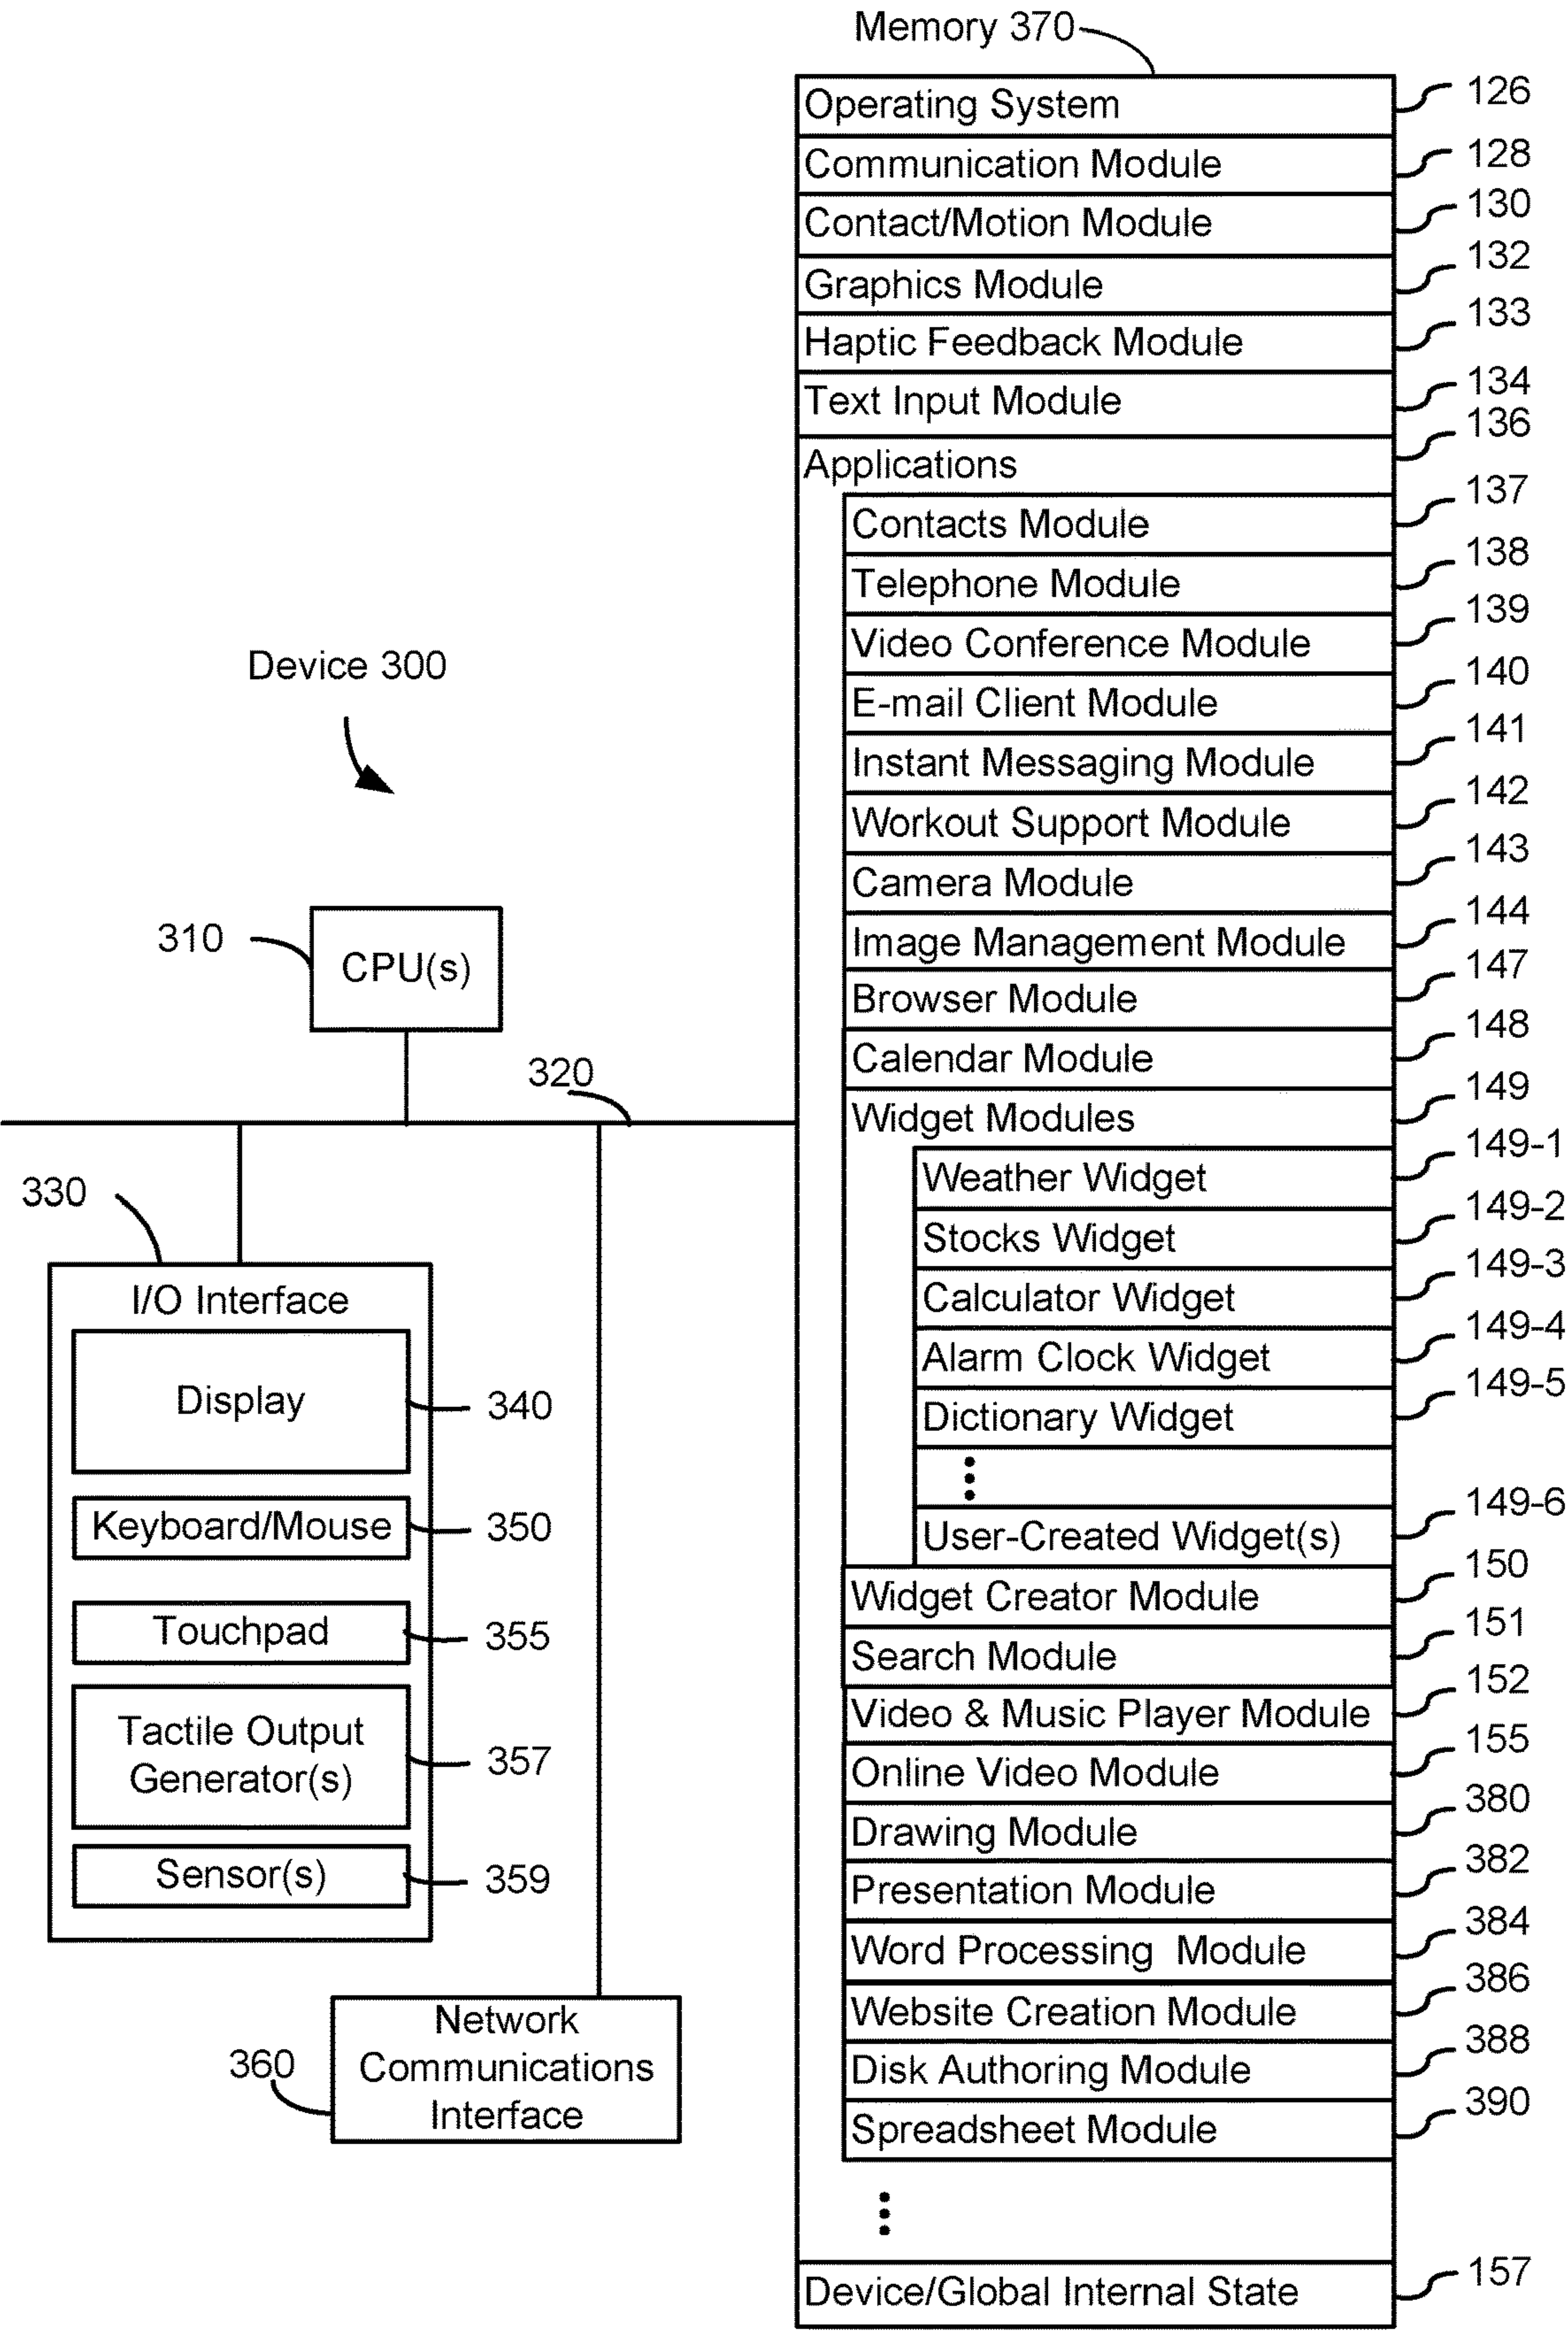 Memory 370
Operating System 126
Communication Module 128
Contact/Motion Module 130
Graphics Module 132
Haptic Feedback Module 133
Text Input Module 134
Applications 136
Contacts Module 137
Telephone Module 138
Video Conference Module 139
E-mail Client Module 140
Instant Messaging Module 141
Workout Support Module 142
Camera Module 143
Image Management Module 144
Browser Module 147
Calendar Module 148
Widget Modules 149
Weather Widget 149-1
Stocks Widget 149-2
Calculator Widget 149-3
Alarm Clock Widget 149-4
Dictionary Widget 149-5
User-Created Widget(s) 149-6
Widget Creator Module 150
Search Module 151
Video & Music Player Module 152
Online Video Module 155
Drawing Module 380
Presentation Module 382
Word Processing Module 384
Website Creation Module 386
Disk Authoring Module 388
Spreadsheet Module 390
Device/Global Internal State 157
Device 300
310
CPU(s)
320
330
I/O Interface
Display 340
Keyboard/Mouse 350
Touchpad 355
Tactile Output
Generator(s) 357
Sensor(s) 359
360
Network
Communications
Interface